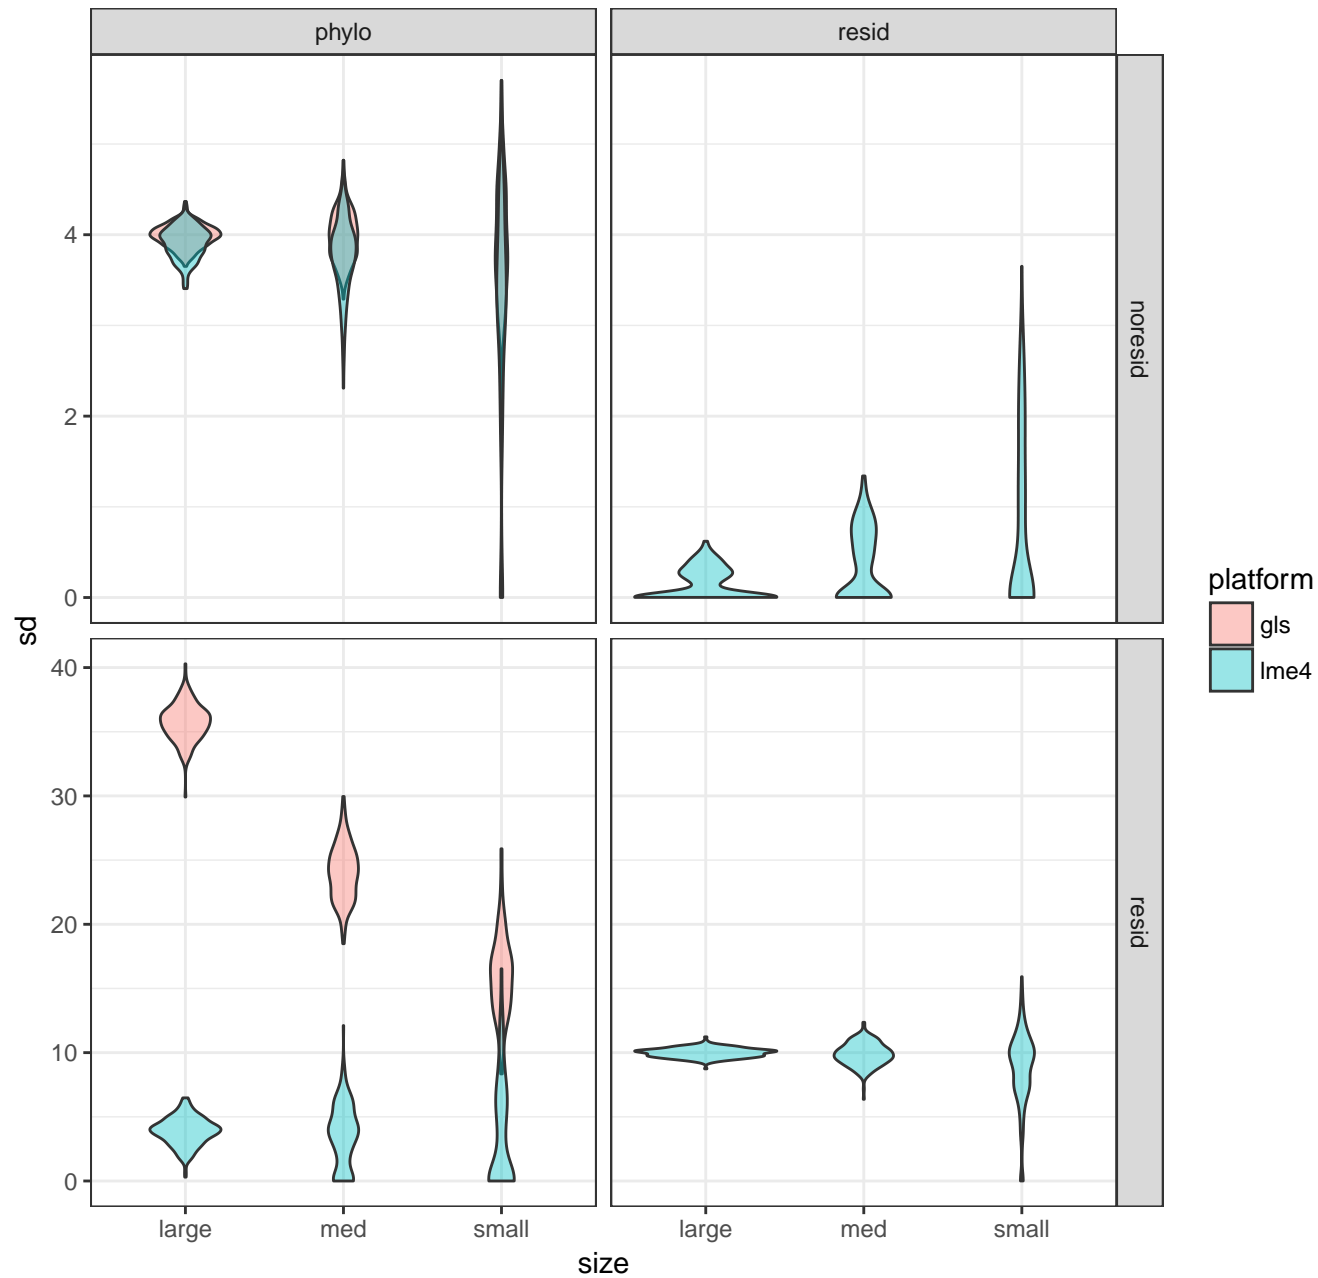 phylo
resid
4
2
0
noresid
sd
40
30
20
10
0
resid
large
med
small
large
med
small
size
platform
gls
lme4